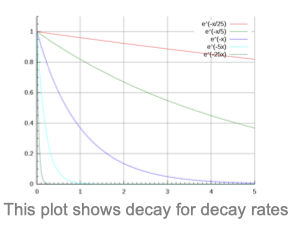 1
0.8
0.6
0.4
0.2
0
0
1
2
3
4
5
e^(-x/25)
e^(-x/5)
e^(-x)
e^(-5x)
e^(-25x)
This plot shows decay for decay rates